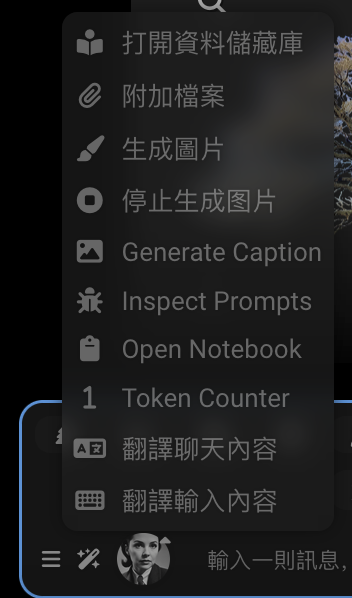 打開資料儲藏庫
附加檔案
生成圖片
停止生成图片
Generate Caption
Inspect Prompts
Open Notebook
1 Token Counter
翻譯聊天內容
翻譯輸入內容
輸入一則訊息,